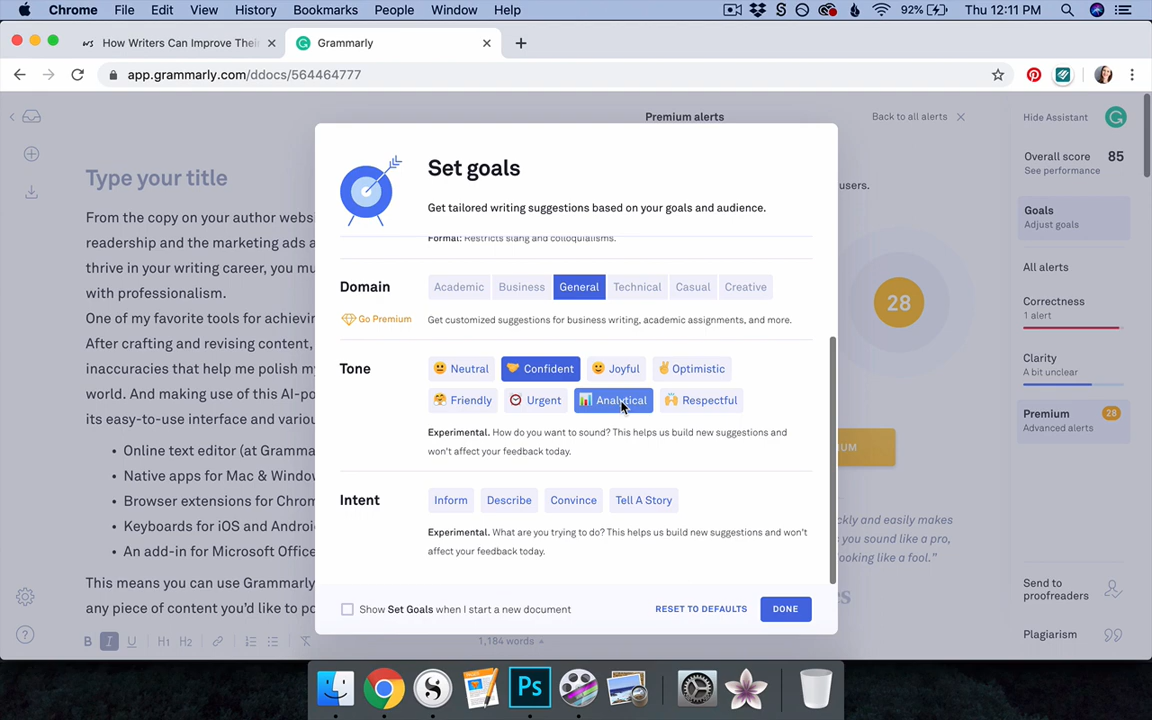 Chrome File Edit View History Bookmarks People Window Help 92% Thu 12:11 PM
How Writers Can Improve Thei
Grammarly
app.grammarly.com/ddocs/564464777
Premium alerts
Back to all alerts
Hide Assistant
Overall score 85
See performance
Goals
Adjust goals
All alerts
Correctness
1 alert
Clarity
A bit unclear
Premium 28
Advanced alerts
Send to
proofreaders
Plagiarism
users.
28
IUM
ckly and easily makes
s you sound like a pro,
ooking like a fool.”
Type your title
From the copy on your author webs
readership and the marketing ads a
thrive in your writing career, you mu
with professionalism.
One of my favorite tools for achievin
After crafting and revising content,
inaccuracies that help me polish my
world. And making use of this AI-po
its easy-to-use interface and variou
• Online text editor (at Gramma
• Native apps for Mac & Window
• Browser extensions for Chrom
• Keyboards for iOS and Androi
• An add-in for Microsoft Office
This means you can use Grammarly
any piece of content you’d like to po
B I U H1 H2
1,184 words
Set goals
Get tailored writing suggestions based on your goals and audience.
Formal: Restricts slang and colloquialisms.
Domain
Academic Business General Technical Casual Creative
Go Premium
Get customized suggestions for business writing, academic assignments, and more.
Tone
Neutral Confident Joyful Optimistic
Friendly Urgent Analytical Respectful
Experimental. How do you want to sound? This helps us build new suggestions and
won’t affect your feedback today.
Intent
Inform Describe Convince Tell A Story
Experimental. What are you trying to do? This helps us build new suggestions and won’t
affect your feedback today.
Show Set Goals when I start a new document
RESET TO DEFAULTS
DONE
Ps